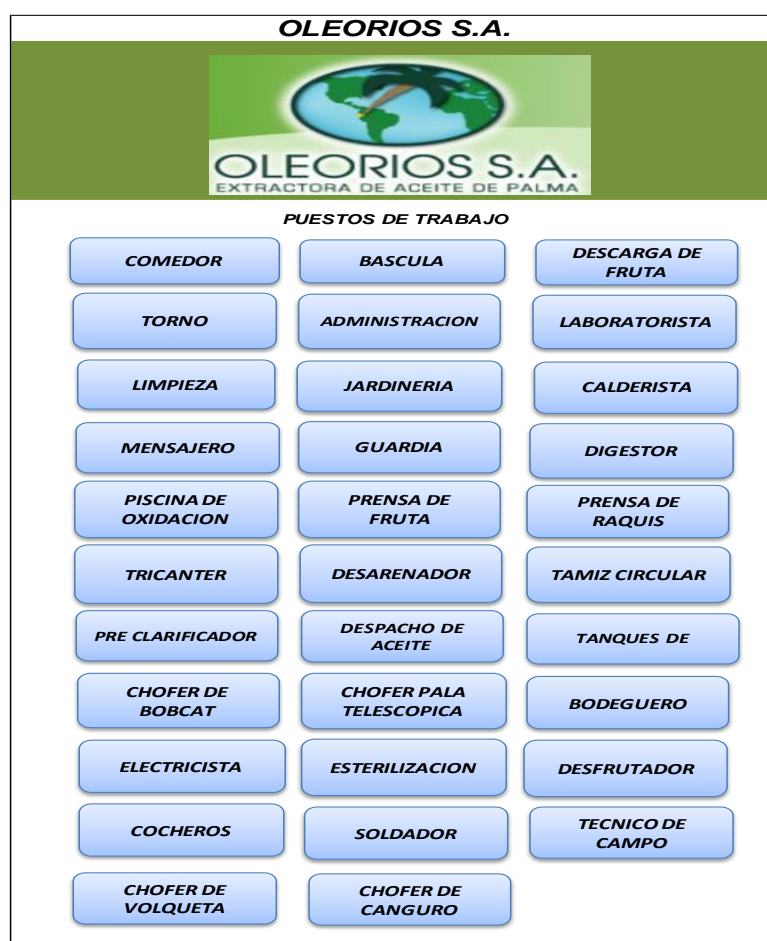 OLEORIOS S.A.
OLEORIOS S.A.
EXTRACTORA DE ACEITE DE PALMA
PUESTOS DE TRABAJO
COMEDOR
BASCULA
DESCARGA DE
FRUTA
TORNO
ADMINISTRACION
LABORATORISTA
LIMPIEZA
JARDINERIA
CALDERISTA
MENSAJERO
GUARDIA
DIGESTOR
PISCINA DE
OXIDACION
PRENSA DE
FRUTA
PRENSA DE
RAQUIS
TRICANTER
DESARENADOR
TAMIZ CIRCULAR
PRE CLARIFICADOR
DESPACHO DE
ACEITE
TANQUES DE
CHOFER DE
BOBCAT
CHOFER PALA
TELESCOPICA
BODEGUERO
ELECTRICISTA
ESTERILIZACION
DESFRUTADOR
COCHEROS
SOLDADOR
TECNICO DE
CAMPO
CHOFER DE
VOLQUETA
CHOFER DE
CANGURO